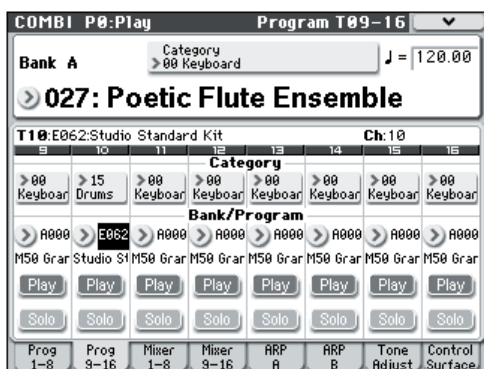 COMBI P0:Play Program T09-16
Bank A
Category
00 Keyboard
♩= 120.00
027: Poetic Flute Ensemble
T10:E062:Studio Standard Kit Ch:10
9 10 11 12 13 14 15 16
Category
00 Keyboar 15 Drums 00 Keyboar 00 Keyboar 00 Keyboar 00 Keyboar 00 Keyboar 00 Keyboar
Bank/Program
A000 E062 A000 A000 A000 A000 A000 A000
M50 Grar Studio St M50 Grar M50 Grar M50 Grar M50 Grar M50 Grar M50 Grar
Play Play Play Play Play Play Play Play
Solo Solo Solo Solo Solo Solo Solo Solo
Prog 1-8 Prog 9-16 Mixer 1-8 Mixer 9-16 ARP A ARP B Tone Adjust Control Surface